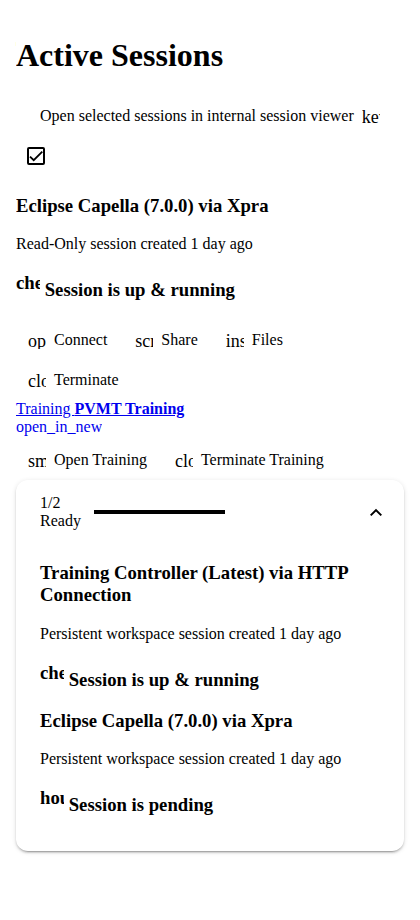 Active Sessions
Open selected sessions in internal session viewer ke
Eclipse Capella (7.0.0) via Xpra
Read-Only session created 1 day ago
che Session is up & running
op Connect scr Share ins Files
clo Terminate
Training PVMT Training
open_in_new
sm Open Training clo Terminate Training
1/2
Ready
Training Controller (Latest) via HTTP
Connection
Persistent workspace session created 1 day ago
che Session is up & running
Eclipse Capella (7.0.0) via Xpra
Persistent workspace session created 1 day ago
hou Session is pending